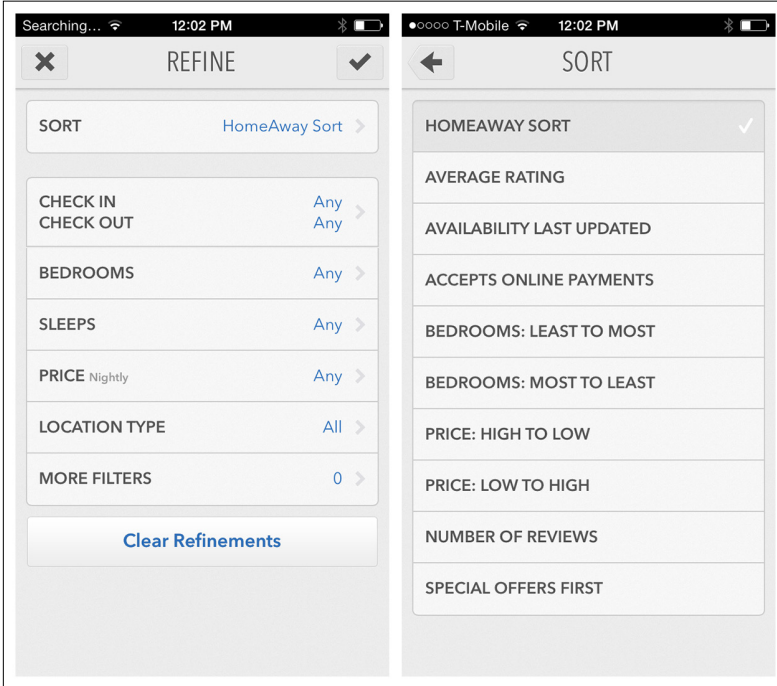 Searching... 12:02 PM
REFINE
SORT HomeAway Sort
CHECK IN Any
CHECK OUT Any
BEDROOMS Any
SLEEPS Any
PRICE Nightly Any
LOCATION TYPE All
MORE FILTERS 0
Clear Refinements
T-Mobile 12:02 PM
SORT
HOMEAWAY SORT
AVERAGE RATING
AVAILABILITY LAST UPDATED
ACCEPTS ONLINE PAYMENTS
BEDROOMS: LEAST TO MOST
BEDROOMS: MOST TO LEAST
PRICE: HIGH TO LOW
PRICE: LOW TO HIGH
NUMBER OF REVIEWS
SPECIAL OFFERS FIRST